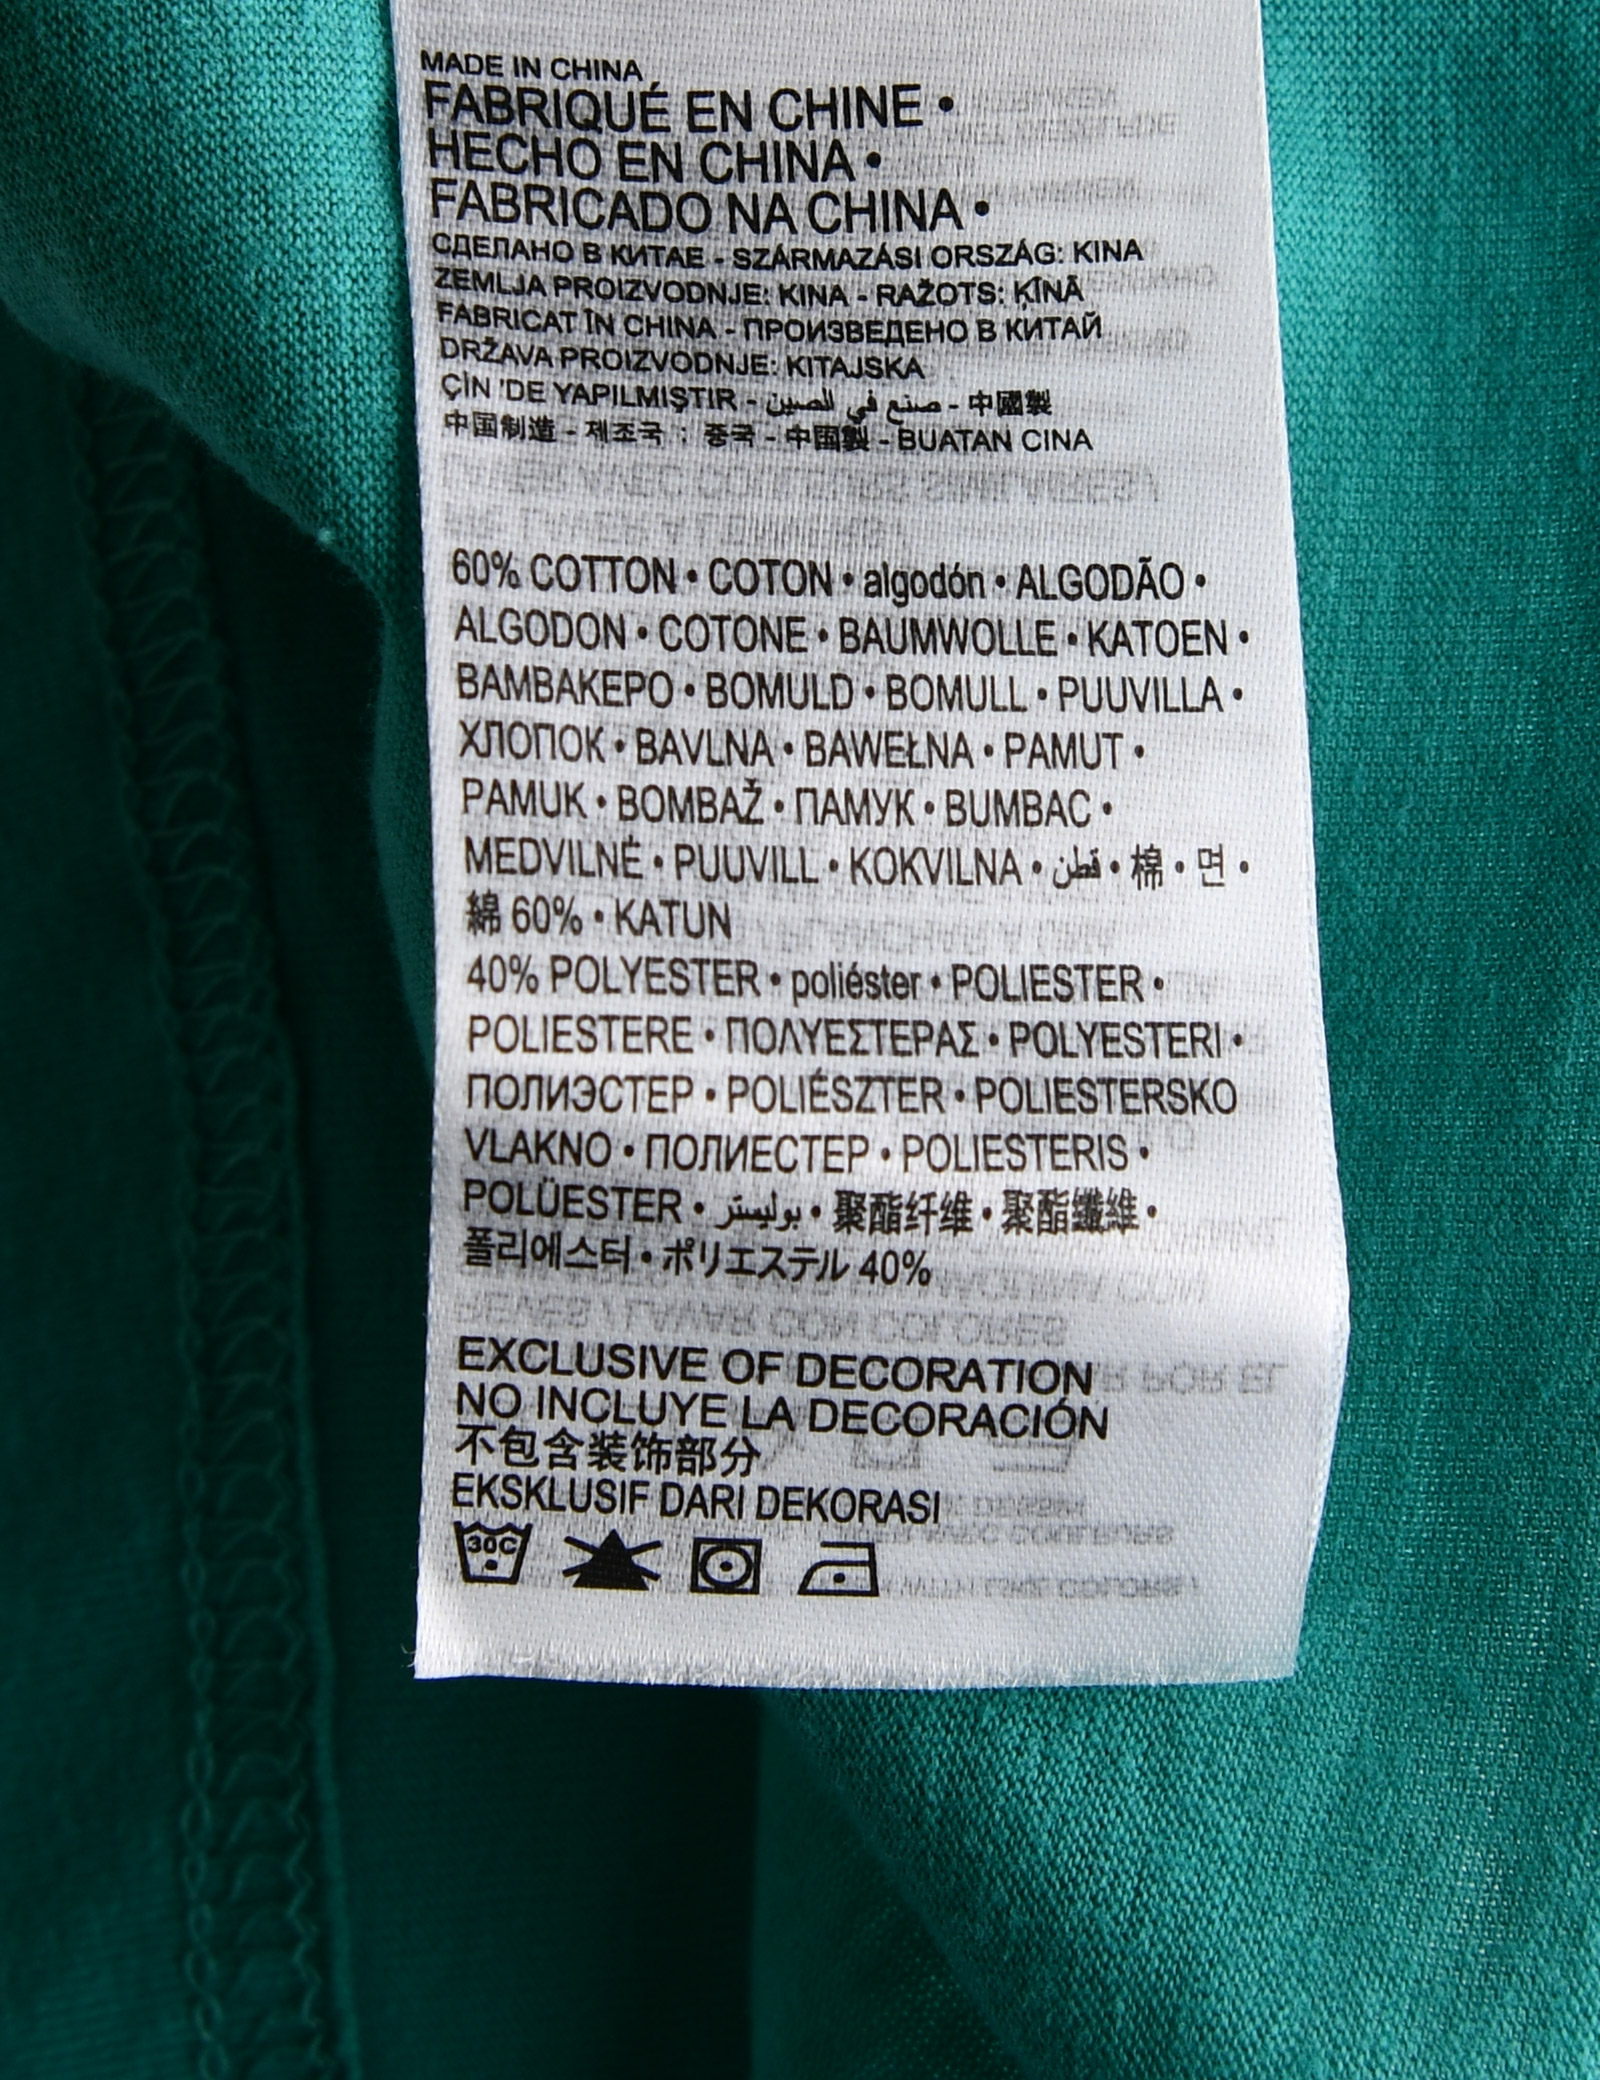 MADE IN CHINA
FABRIQUÉ EN CHINE •
HECHO EN CHINA •
FABRICADO NA CHINA •
СДЕЛАНО В КИТАЕ - SZÁRMAZÁSI ORSZÁG: KINA
ZEMLJA PROIZVODNJE: KINA - RAŽOTS: ĶĪNĀ
FABRICAT ÎN CHINA - ПРОИЗВЕДЕНО В КИТАЙ
DRŽAVA PROIZVODNJE: KITAJSKA
ÇİN 'DE YAPILMIŞTIR - صنع في الصين - 中國製
中国制造 - 제조국 : 중국 - 中国製 - BUATAN CINA
60% COTTON • COTON • algodón • ALGODÃO •
ALGODON • COTONE • BAUMWOLLE • KATOEN •
ΒΑΜΒΑΚΕΡΟ • BOMULD • BOMULL • PUUVILLA •
ХЛОПОК • BAVLNA • BAWEŁNA • PAMUT •
PAMUK • BOMBAŽ • ПАМУК • BUMBAC •
MEDVILNĖ • PUUVILL • KOKVILNA • قطن • 棉 • 면 •
綿 60% • KATUN
40% POLYESTER • poliéster • POLIESTER •
POLIESTERE • ΠΟΛΥΕΣΤΕΡΑΣ • POLYESTERI •
ПОЛИЭСТЕР • POLIÉSZTER • POLIESTERSKO
VLAKNO • ПОЛИЕСТЕР • POLIESTERIS •
POLÜESTER • بوليستر • 聚酯纤维 • 聚酯纖維 •
폴리에스터 • ポリエステル 40%
EXCLUSIVE OF DECORATION
NO INCLUYE LA DECORACIÓN
不包含装饰部分
EKSKLUSIF DARI DEKORASI
30C